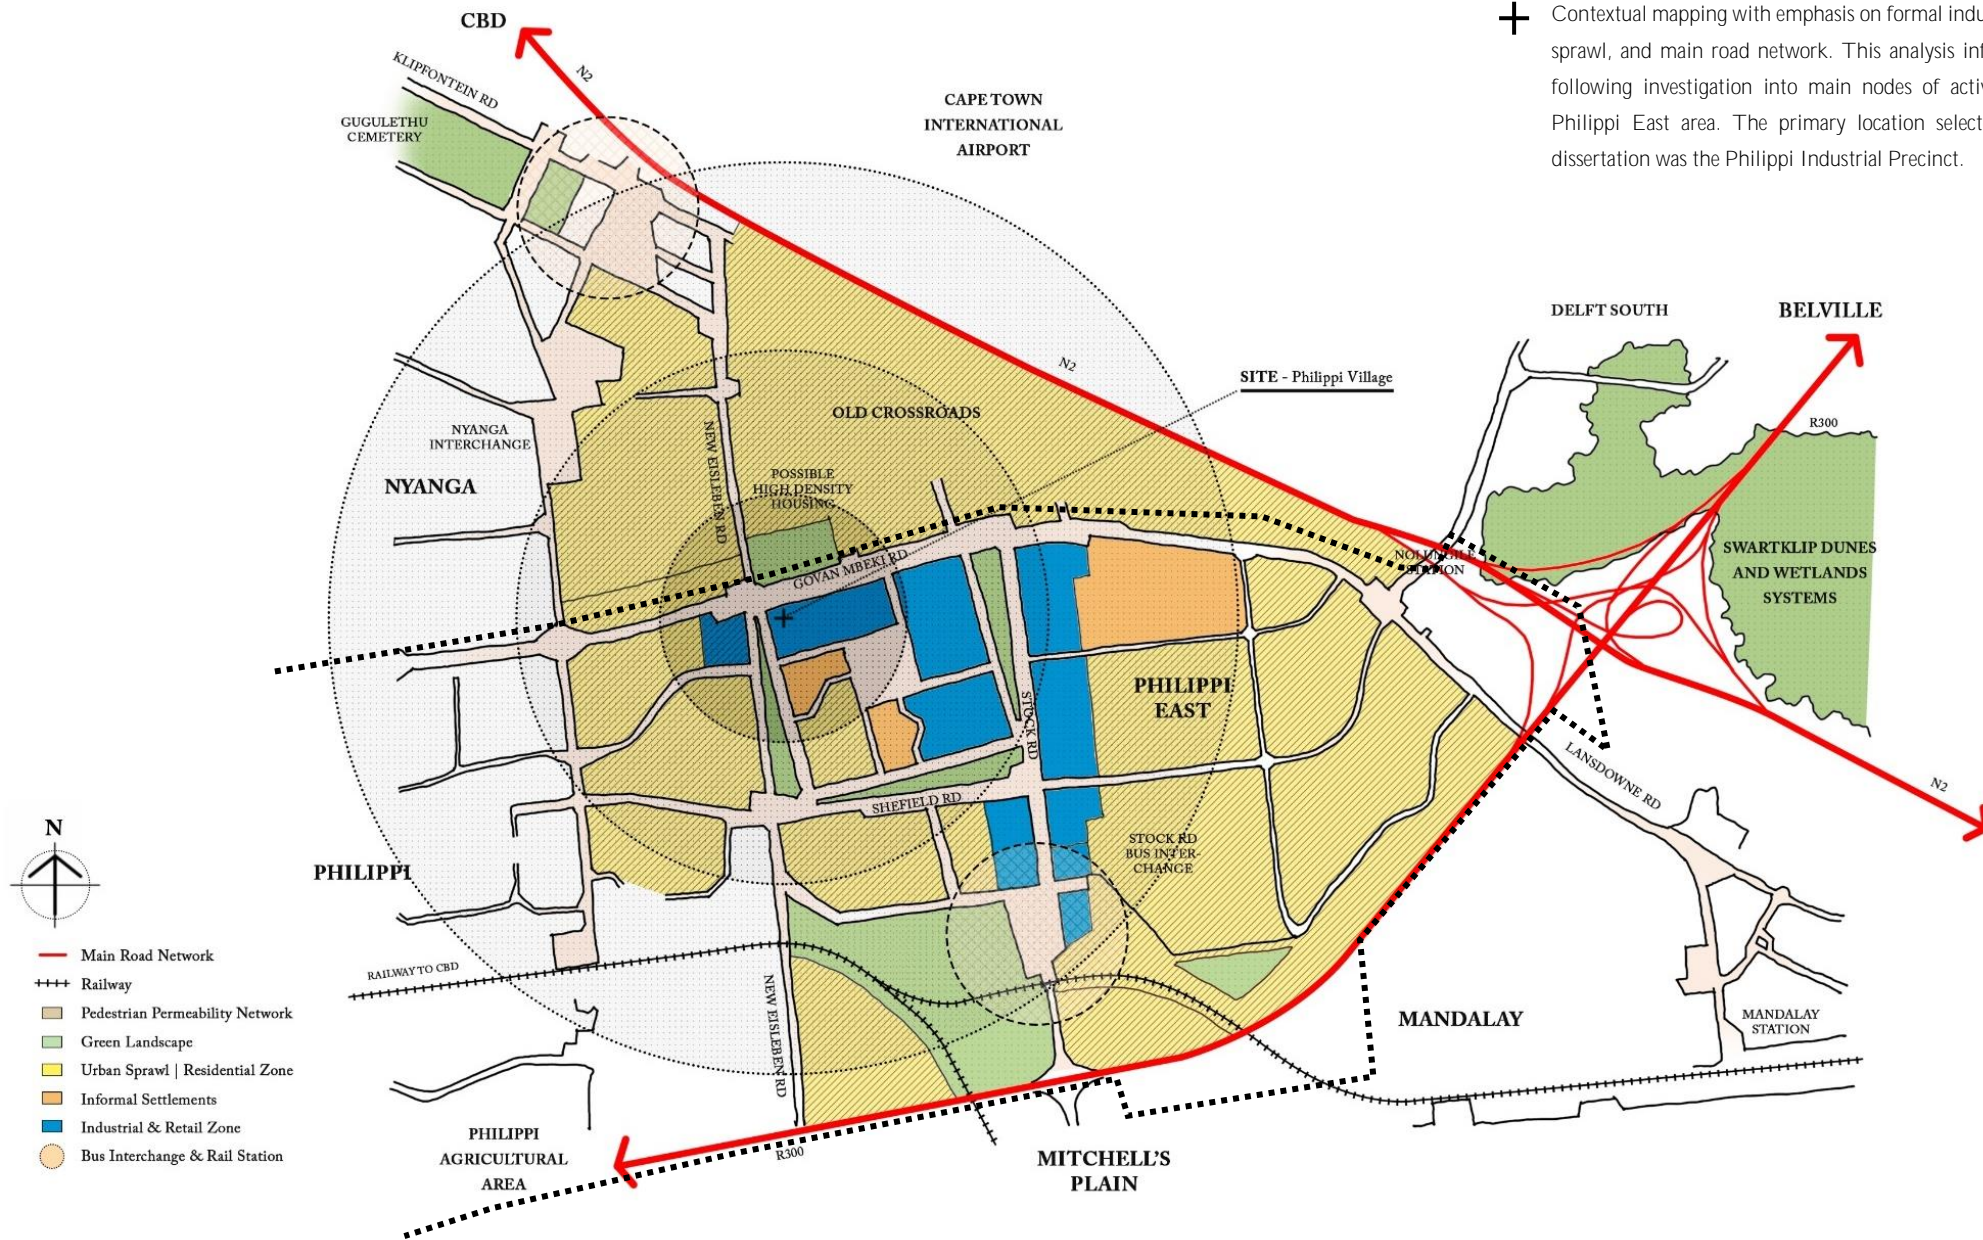 CBD
N2
KLIPFONTEIN RD
GUGULETHU
CEMETERY
CAPE TOWN
INTERNATIONAL
AIRPORT
Contextual mapping with emphasis on formal
sprawl, and main road network. This analysis
following investigation into main nodes of
Philippi East area. The primary location
dissertation was the Philippi Industrial Precinct.
DELFT SOUTH
BELVILLE
N2
SITE - Philippi Village
R300
OLD CROSSROADS
NYANGA
INTERCHANGE
NYANGA
NEW EISLEBEN RD
POSSIBLE
HIGH DENSITY
HOUSING
GOVAN MBEKI RD
NOLUNGILE
STATION
SWARTKLIP DUNES
AND WETLANDS
SYSTEMS
PHILIPPI
EAST
STOCK RD
LANSDOWNE RD
N2
SHEFIELD RD
STOCK RD
BUS INTER-
CHANGE
PHILIPPI
N
Main Road Network
Railway
Pedestrian Permeability Network
Green Landscape
Urban Sprawl | Residential Zone
Informal Settlements
Industrial & Retail Zone
Bus Interchange & Rail Station
RAILWAY TO CBD
NEW EISLEBEN RD
MANDALAY
MANDALAY
STATION
PHILIPPI
AGRICULTURAL
AREA
R300
MITCHELL'S
PLAIN